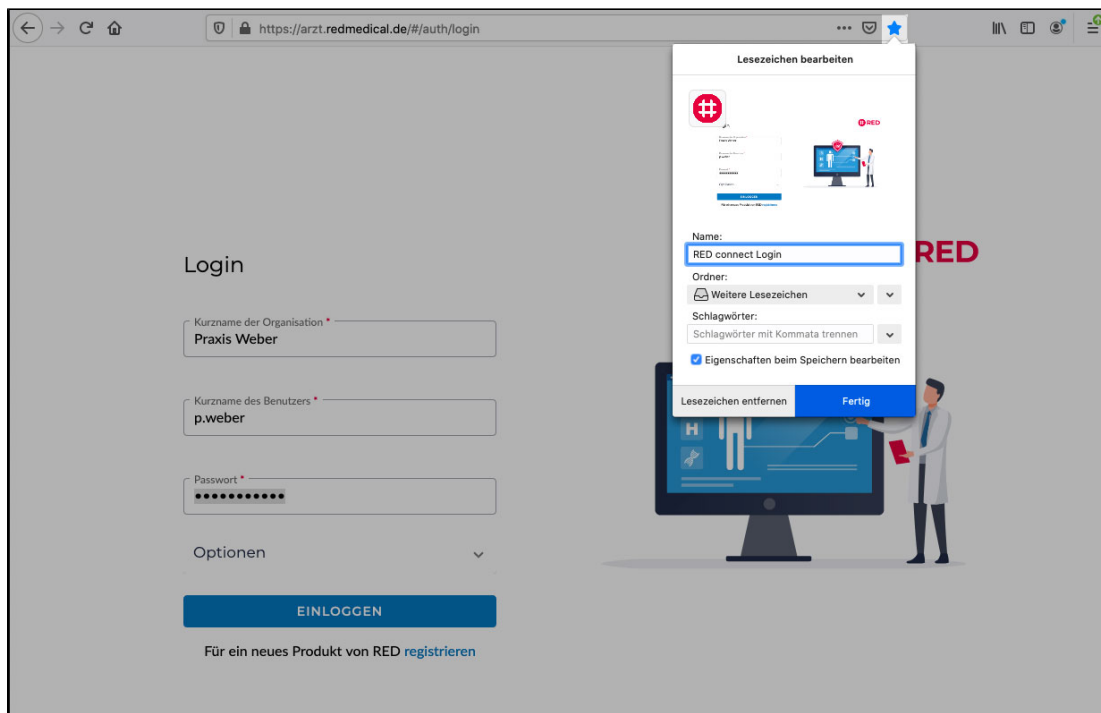 https://arzt.redmedical.de/#/auth/login
Lesezeichen bearbeiten
RED
EINLOGGEN
Name:
RED connect Login
Ordner:
Weitere Lesezeichen
Schlagwörter:
Schlagwörter mit Kommata trennen
Eigenschaften beim Speichern bearbeiten
Lesezeichen entfernen
Fertig
RED
Login
Kurzname der Organisation *
Praxis Weber
Kurzname des Benutzers *
p.weber
Passwort *
•••••••••••
Optionen
EINLOGGEN
Für ein neues Produkt von RED registrieren
H